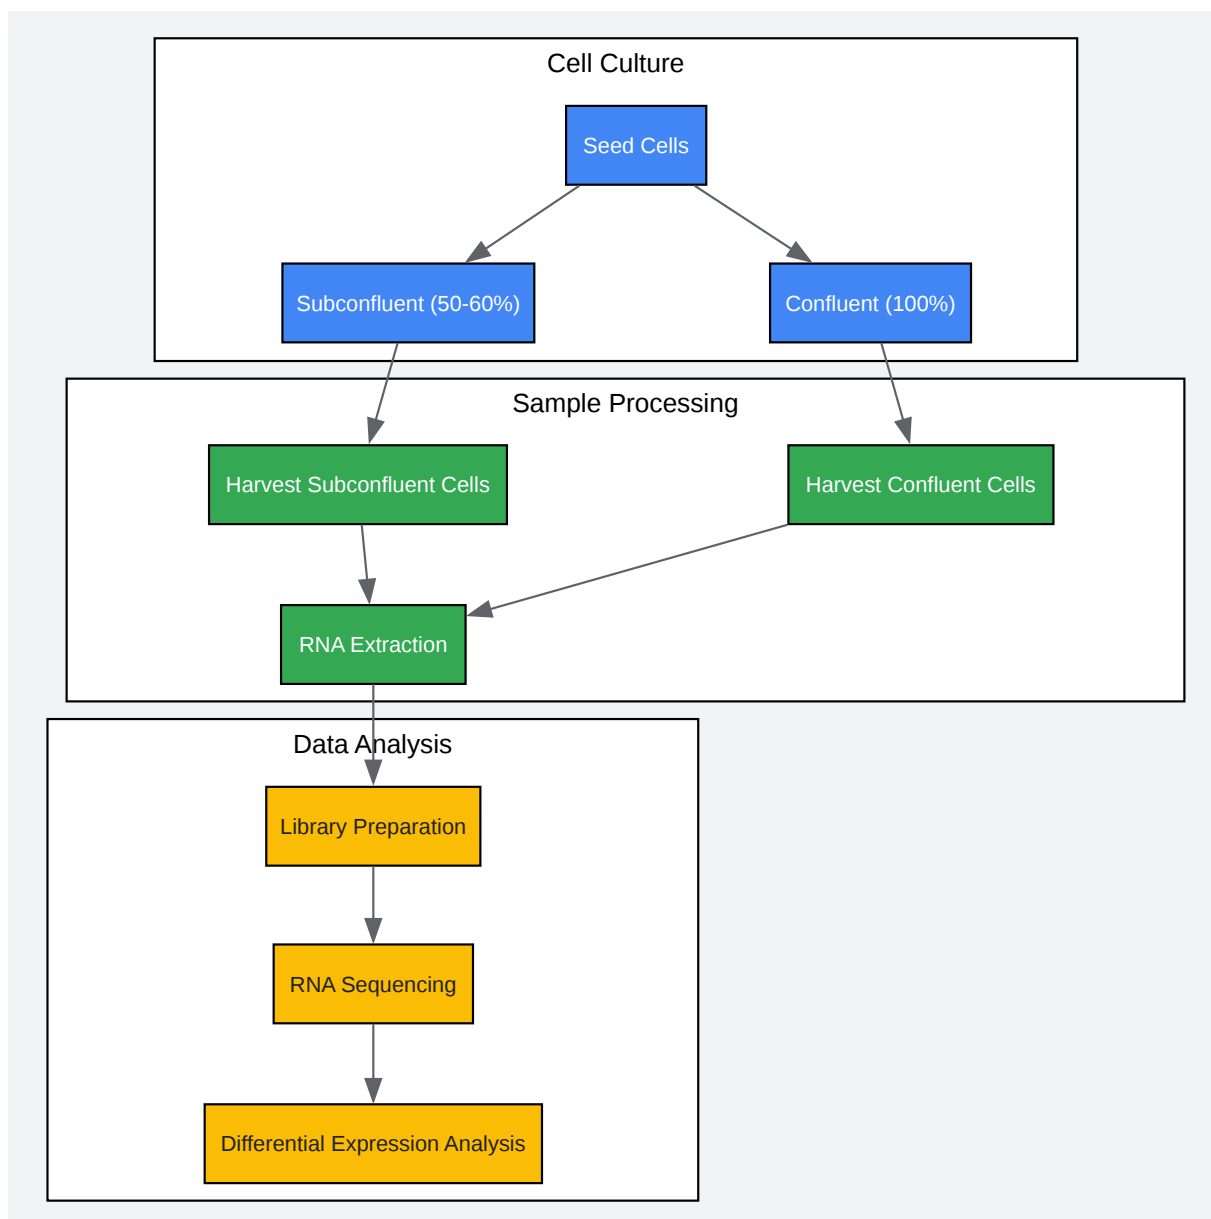 Cell Culture
Seed Cells
Subconfluent (50-60%)
Confluent (100%)
Sample Processing
Harvest Subconfluent Cells
Harvest Confluent Cells
RNA Extraction
Data Analysis
Library Preparation
RNA Sequencing
Differential Expression Analysis